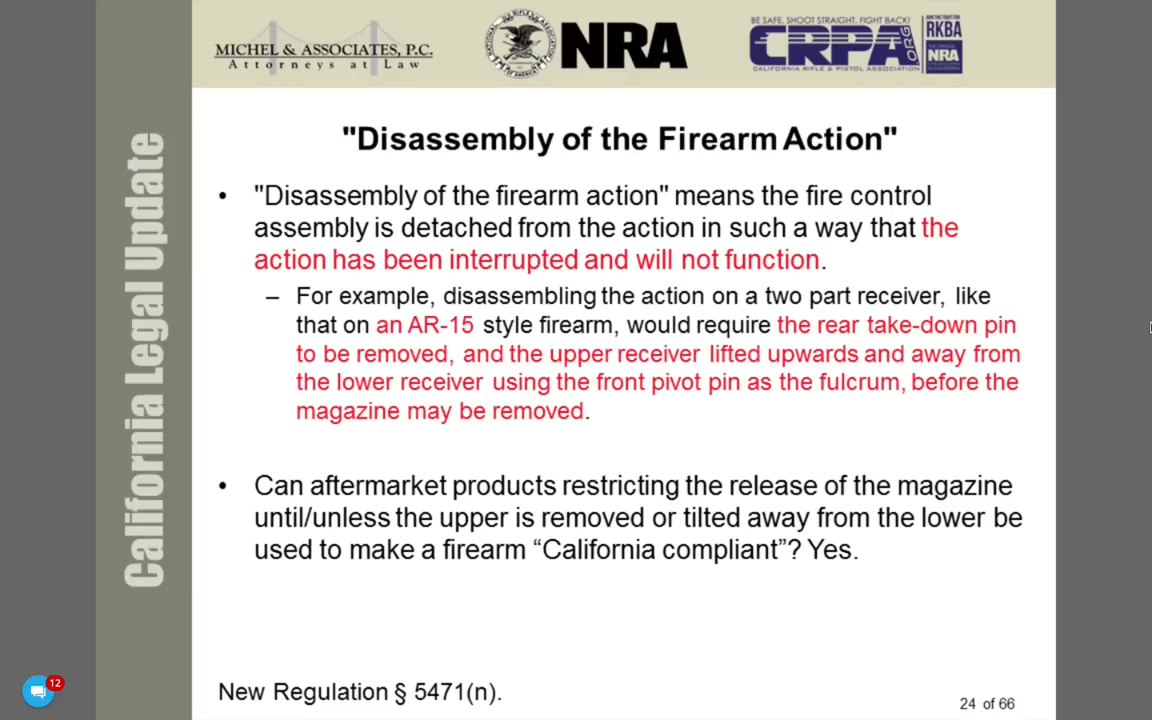 MICHEL & ASSOCIATES, P.C.
Attorneys at Law
NRA
BE SAFE. SHOOT STRAIGHT. FIGHT BACK!
CRPA.ORG
CALIFORNIA RIFLE & PISTOL ASSOCIATION
RKBA
NRA
California Legal Update
"Disassembly of the Firearm Action"
• "Disassembly of the firearm action" means the fire control
assembly is detached from the action in such a way that the
action has been interrupted and will not function.
– For example, disassembling the action on a two part receiver, like
that on an AR-15 style firearm, would require the rear take-down pin
to be removed, and the upper receiver lifted upwards and away from
the lower receiver using the front pivot pin as the fulcrum, before the
magazine may be removed.
• Can aftermarket products restricting the release of the magazine
until/unless the upper is removed or tilted away from the lower be
used to make a firearm “California compliant”? Yes.
New Regulation § 5471(n).
24 of 66
12